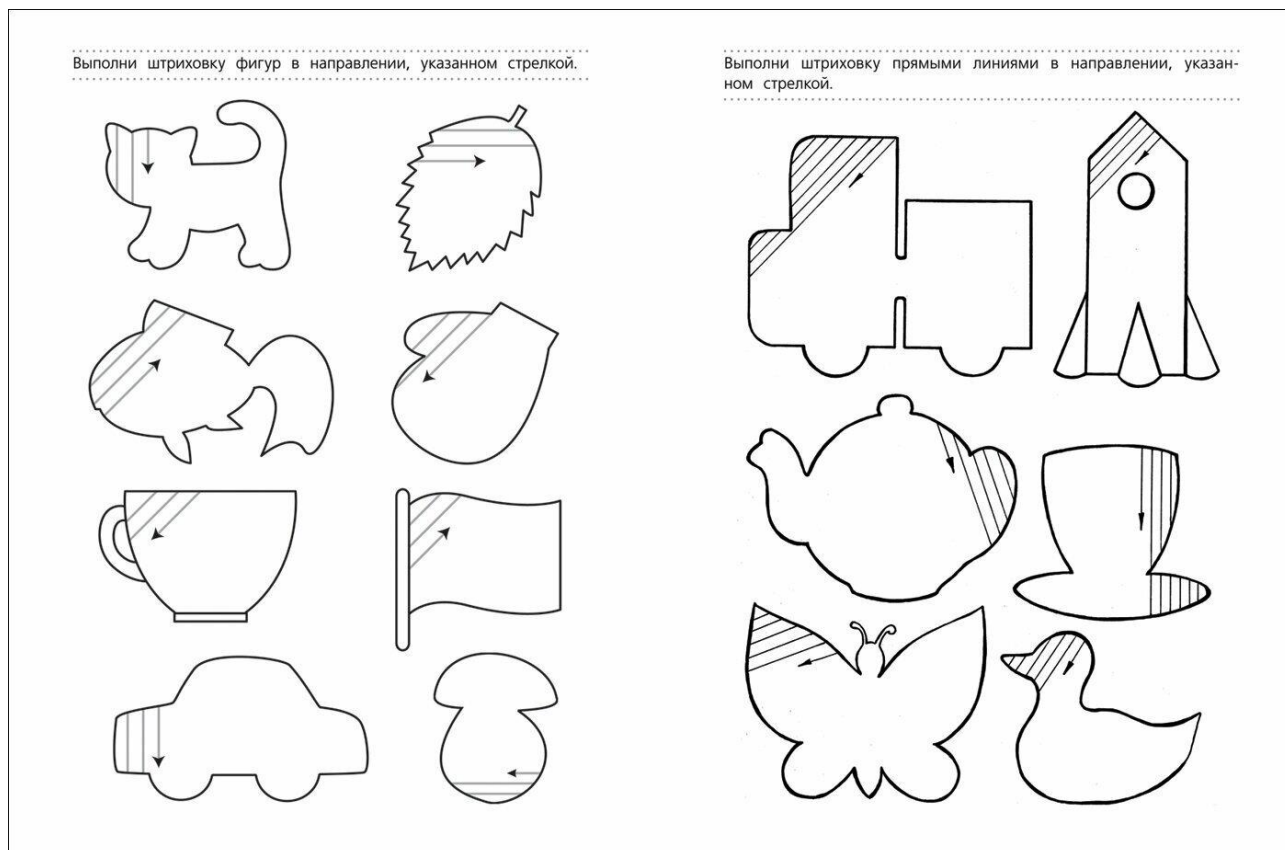 Выполни штриховку фигур в направлении, указанном стрелкой.
Выполни штриховку прямыми линиями в направлении, указан-
ном стрелкой.